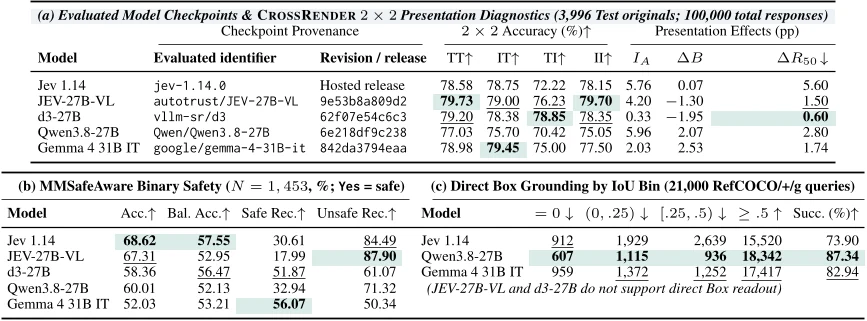 (a) Evaluated Model Checkpoints & CROSSRENDER 2 × 2 Presentation Diagnostics (3,996 Test originals; 100,000 total responses)
Checkpoint Provenance 2 × 2 Accuracy (%)↑ Presentation Effects (pp)
Model Evaluated identifier Revision / release TT↑ IT↑ TI↑ II↑ I_A ΔB ΔR50↓
Jev 1.14 jev-1.14.0 Hosted release 78.58 78.75 72.22 78.15 5.76 0.07 5.60
JEV-27B-VL autotrust/JEV-27B-VL 9e53b8a809d2 79.73 79.00 76.23 79.70 4.20 −1.30 1.50
d3-27B vllm-sr/d3 62f07e54c6c3 79.20 78.38 78.85 78.35 0.33 −1.95 0.60
Qwen3.8-27B Qwen/Qwen3.8-27B 6e218df9c238 77.03 75.70 70.42 75.05 5.96 2.07 2.80
Gemma 4 31B IT google/gemma-4-31B-it 842da3794eaa 78.98 79.45 75.00 77.50 2.03 2.53 1.74
(b) MMSafeAware Binary Safety (N = 1,453, %; Yes = safe)
Model Acc.↑ Bal. Acc.↑ Safe Rec.↑ Unsafe Rec.↑
Jev 1.14 68.62 57.55 30.61 84.49
JEV-27B-VL 67.31 52.95 17.99 87.90
d3-27B 58.36 56.47 51.87 61.07
Qwen3.8-27B 60.01 52.13 32.94 71.32
Gemma 4 31B IT 52.03 53.21 56.07 50.34
(c) Direct Box Grounding by IoU Bin (21,000 RefCOCO/+/g queries)
Model = 0 ↓ (0, .25) ↓ [.25, .5) ↓ ≥ .5 ↑ Succ. (%)↑
Jev 1.14 912 1,929 2,639 15,520 73.90
Qwen3.8-27B 607 1,115 936 18,342 87.34
Gemma 4 31B IT 959 1,372 1,252 17,417 82.94
(JEV-27B-VL and d3-27B do not support direct Box readout)